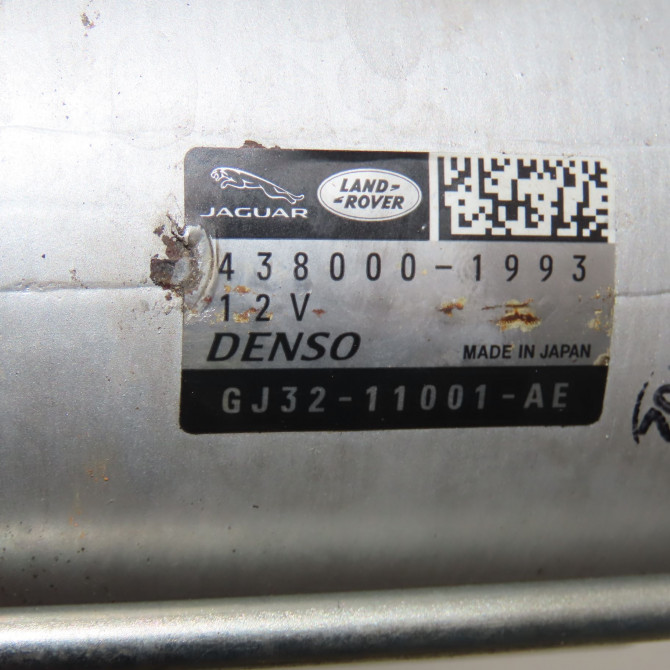 JAGUAR
LAND-
-ROVER
438000-1993
12V
DENSO
MADE IN JAPAN
GJ32-11001-AE